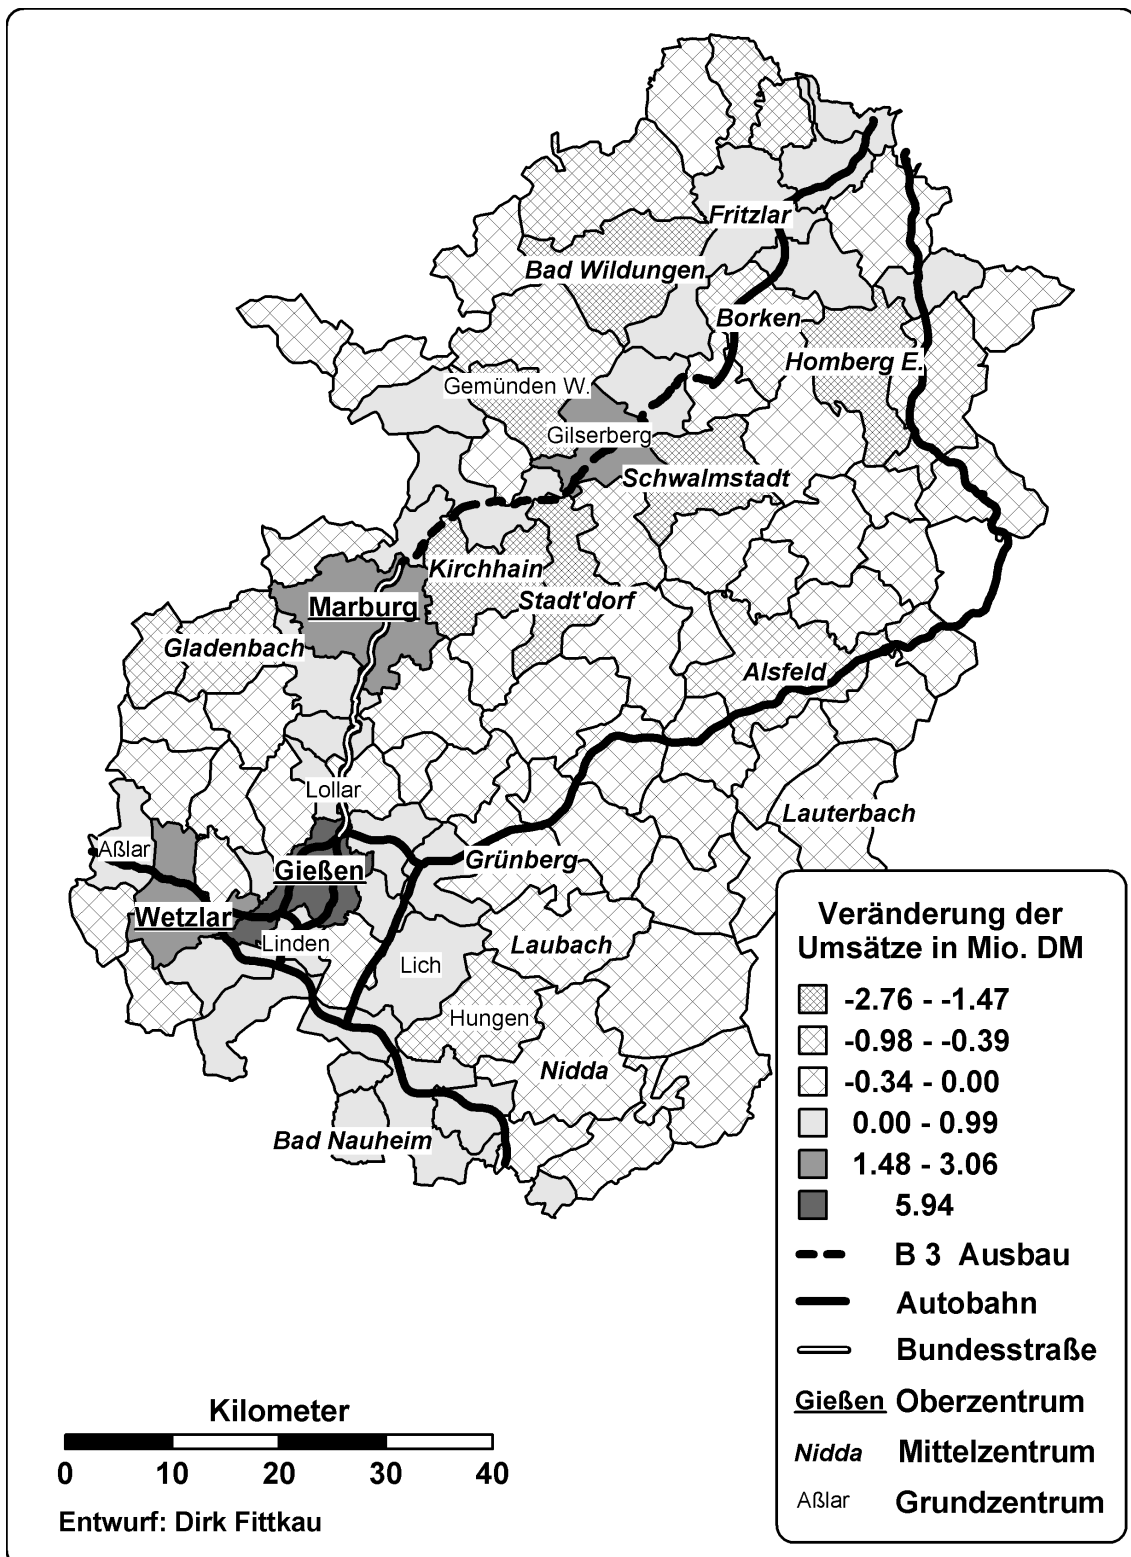 Fritzlar
Bad Wildungen
Borken
Homberg E.
Gemünden W.
Gilserberg
Schwalmstadt
Kirchhain
Stadt'dorf
Marburg
Gladenbach
Alsfeld
Lollar
Lauterbach
Aßlar
Gießen
Grünberg
Wetzlar
Linden
Laubach
Lich
Hungen
Nidda
Bad Nauheim
Veränderung der
Umsätze in Mio. DM
-2.76 - -1.47
-0.98 - -0.39
-0.34 - 0.00
0.00 - 0.99
1.48 - 3.06
5.94
B 3 Ausbau
Autobahn
Bundesstraße
Gießen Oberzentrum
Nidda Mittelzentrum
Aßlar Grundzentrum
Kilometer
0 10 20 30 40
Entwurf: Dirk Fittkau